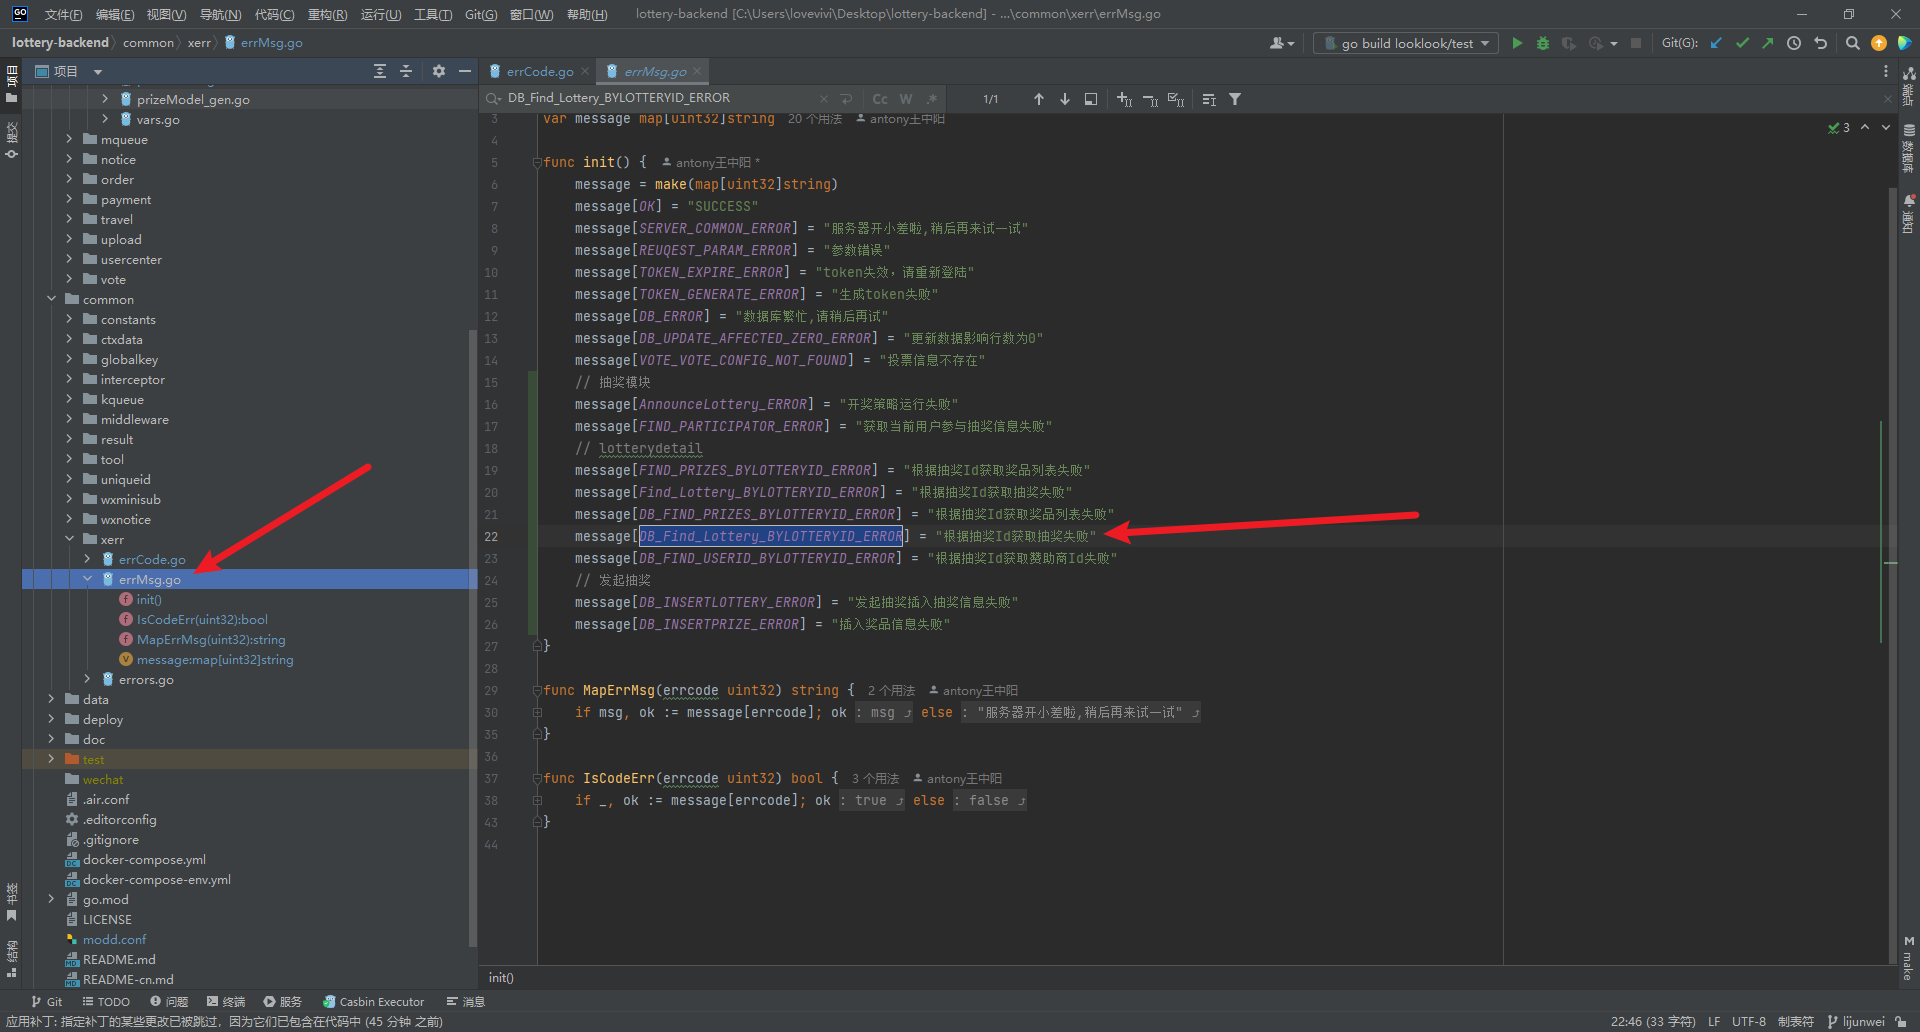 文件(F) 编辑(E) 视图(V) 导航(N) 代码(C) 重构(R) 运行(U) 工具(T) Git(G) 窗口(W) 帮助(H) lottery-backend [C:\Users\lovevivi\Desktop\lottery-backend] - ...\common\xerr\errMsg.go
lottery-backend common xerr errMsg.go
go build looklook/test Git(G):
项目
errCode.go errMsg.go
DB_Find_Lottery_BYLOTTERYID_ERROR Cc W .* 1/1
项目
提交
书签
结构
prizeModel_gen.go
vars.go
mqueue
notice
order
payment
travel
upload
usercenter
vote
common
constants
ctxdata
globalkey
interceptor
kqueue
middleware
result
tool
uniqueid
wxminisub
wxnotice
xerr
errCode.go
errMsg.go
init()
IsCodeErr(uint32):bool
MapErrMsg(uint32):string
message:map[uint32]string
errors.go
data
deploy
doc
test
wechat
.air.conf
.editorconfig
.gitignore
docker-compose.yml
docker-compose-env.yml
go.mod
LICENSE
modd.conf
README.md
README-cn.md
3 var message map[uint32]string 20 个用法 antony王中阳
4
5 func init() { antony王中阳 *
6 message = make(map[uint32]string)
7 message[OK] = "SUCCESS"
8 message[SERVER_COMMON_ERROR] = "服务器开小差啦,稍后再来试一试"
9 message[REUQEST_PARAM_ERROR] = "参数错误"
10 message[TOKEN_EXPIRE_ERROR] = "token失效，请重新登陆"
11 message[TOKEN_GENERATE_ERROR] = "生成token失败"
12 message[DB_ERROR] = "数据库繁忙,请稍后再试"
13 message[DB_UPDATE_AFFECTED_ZERO_ERROR] = "更新数据影响行数为0"
14 message[VOTE_VOTE_CONFIG_NOT_FOUND] = "投票信息不存在"
15 // 抽奖模块
16 message[AnnounceLottery_ERROR] = "开奖策略运行失败"
17 message[FIND_PARTICIPATOR_ERROR] = "获取当前用户参与抽奖信息失败"
18 // lotterydetail
19 message[FIND_PRIZES_BYLOTTERYID_ERROR] = "根据抽奖Id获取奖品列表失败"
20 message[Find_Lottery_BYLOTTERYID_ERROR] = "根据抽奖Id获取抽奖失败"
21 message[DB_FIND_PRIZES_BYLOTTERYID_ERROR] = "根据抽奖Id获取奖品列表失败"
22 message[DB_Find_Lottery_BYLOTTERYID_ERROR] = "根据抽奖Id获取抽奖失败"
23 message[DB_FIND_USERID_BYLOTTERYID_ERROR] = "根据抽奖Id获取赞助商Id失败"
24 // 发起抽奖
25 message[DB_INSERTLOTTERY_ERROR] = "发起抽奖插入抽奖信息失败"
26 message[DB_INSERTPRIZE_ERROR] = "插入奖品信息失败"
27 }
28
29 func MapErrMsg(errcode uint32) string { 2 个用法 antony王中阳
30 if msg, ok := message[errcode]; ok : msg else : "服务器开小差啦,稍后再来试一试"
35 }
36
37 func IsCodeErr(errcode uint32) bool { 3 个用法 antony王中阳
38 if _, ok := message[errcode]; ok : true else : false
43 }
44
3
端点
数据库
通知
M
make
init()
Git TODO 问题 终端 服务 Casbin Executor 消息
应用补丁: 指定补丁的某些更改已被跳过，因为它们已包含在代码中 (45 分钟 之前) 22:46 (33 字符) LF UTF-8 制表符 lijunwei